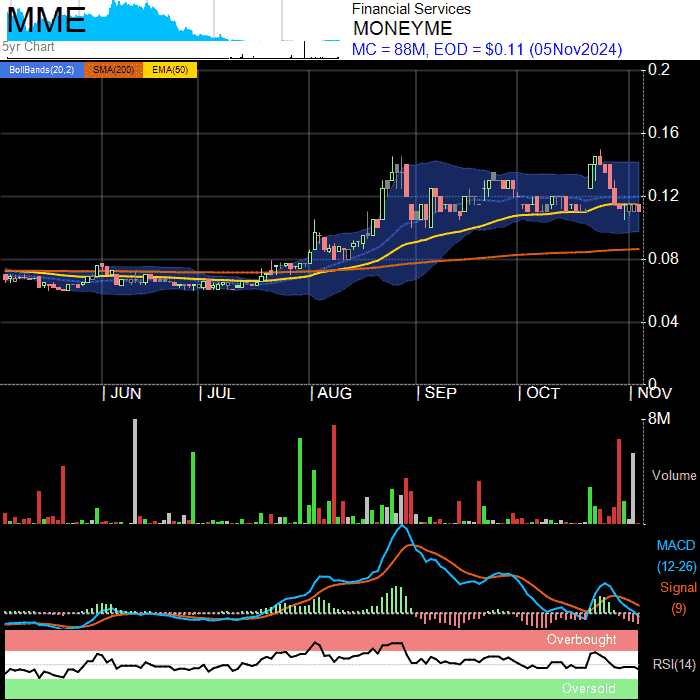 MME
5yr Chart
Financial Services
MONEYME
MC = 88M, EOD = $0.11 (05Nov2024)
BollBands(20,2) SMA(200) EMA(50)
0.2
0.16
0.12
0.08
0.04
0
| JUN | JUL | AUG | SEP | OCT | NOV
8M
Volume
MACD
(12-26)
Signal
(9)
Overbought
RSI(14)
Oversold